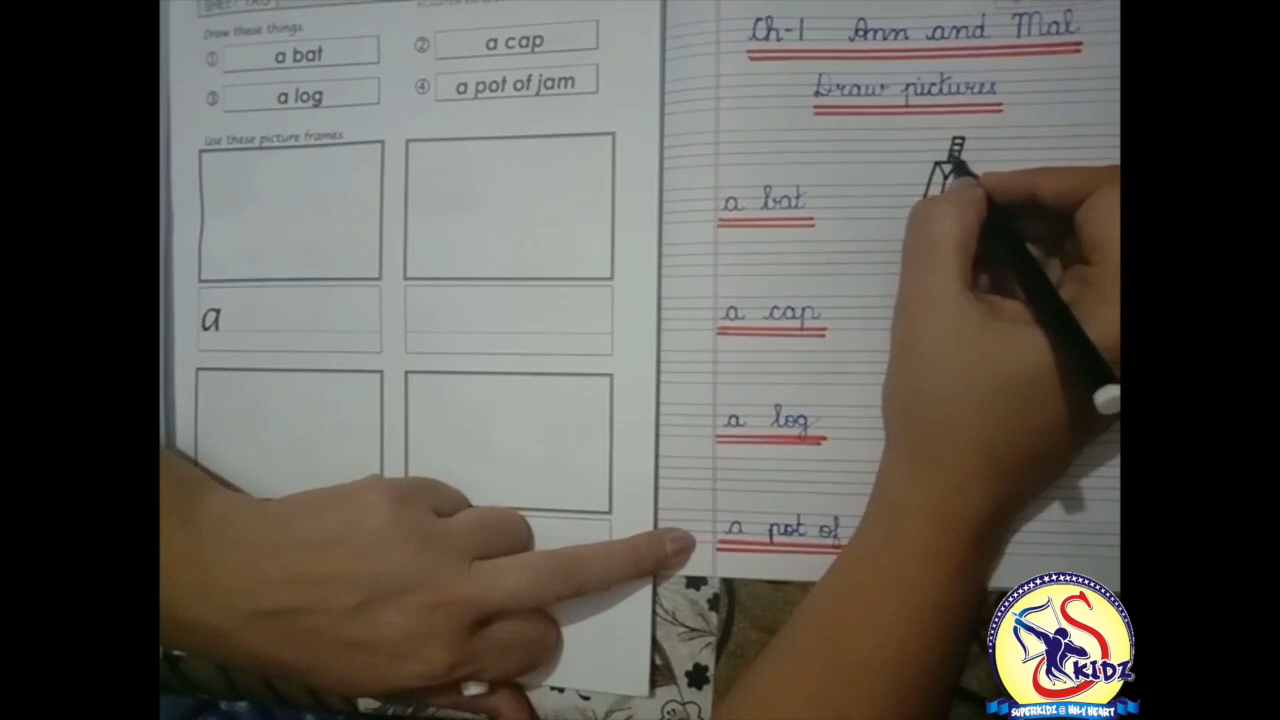 Draw these things
① a bat
② a cap
③ a log
④ a pot of jam
Use these picture frames
a
Ch-1 Ann and Mal
Draw pictures
a bat
a cap
a log
a pot of
S KIDZ
SUPERKIDZ @ HOLY HEART